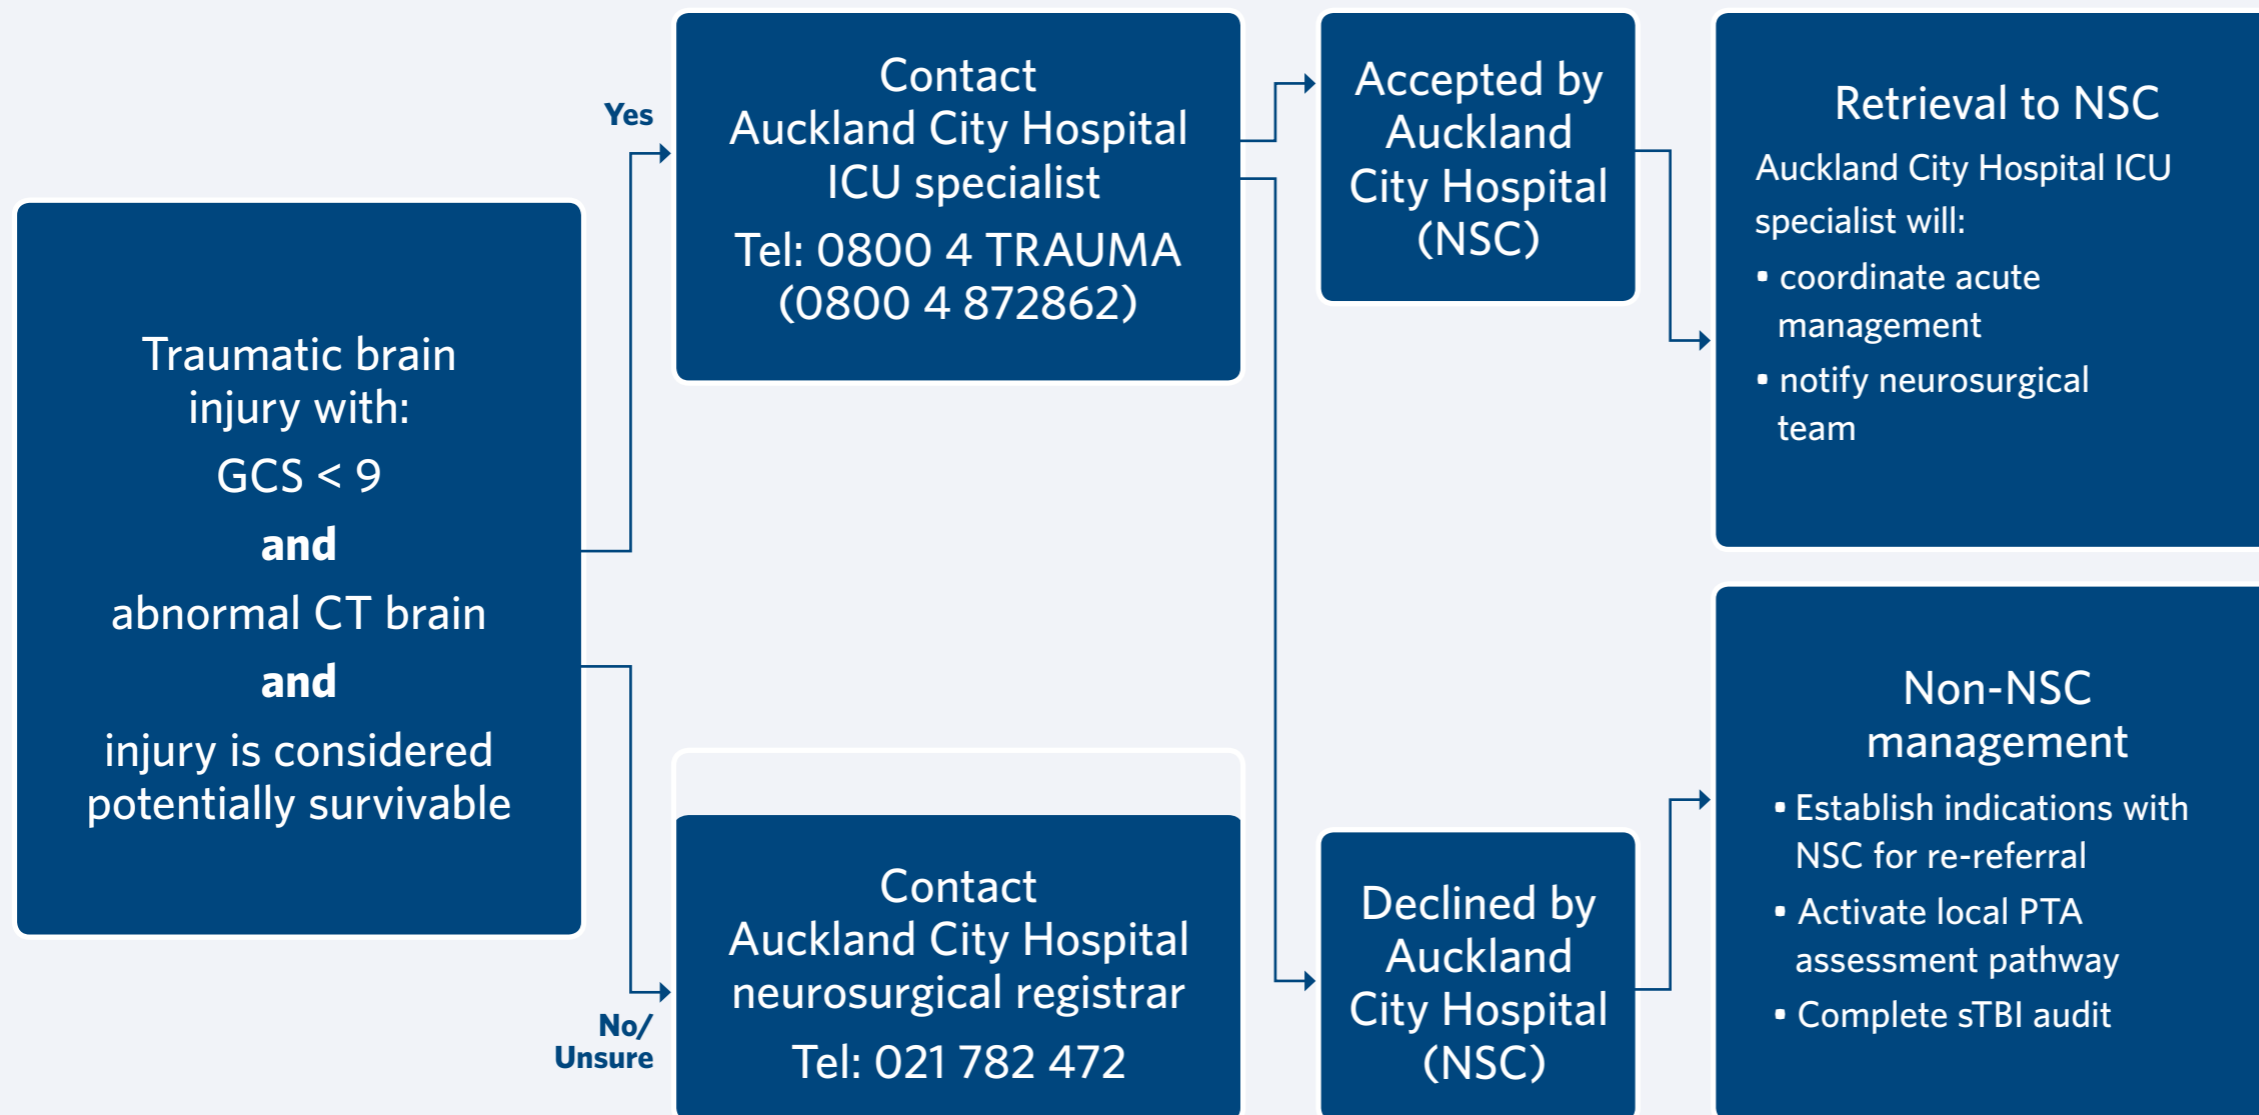 Traumatic brain
injury with:
GCS < 9
and
abnormal CT brain
and
injury is considered
potentially survivable
Yes
Contact
Auckland City Hospital
ICU specialist
Tel: 0800 4 TRAUMA
(0800 4 872862)
Accepted by
Auckland
City Hospital
(NSC)
Retrieval to NSC
Auckland City Hospital ICU
specialist will:
▪ coordinate acute
management
▪ notify neurosurgical
team
No/
Unsure
Contact
Auckland City Hospital
neurosurgical registrar
Tel: 021 782 472
Declined by
Auckland
City Hospital
(NSC)
Non-NSC
management
▪ Establish indications with
NSC for re-referral
▪ Activate local PTA
assessment pathway
▪ Complete sTBI audit